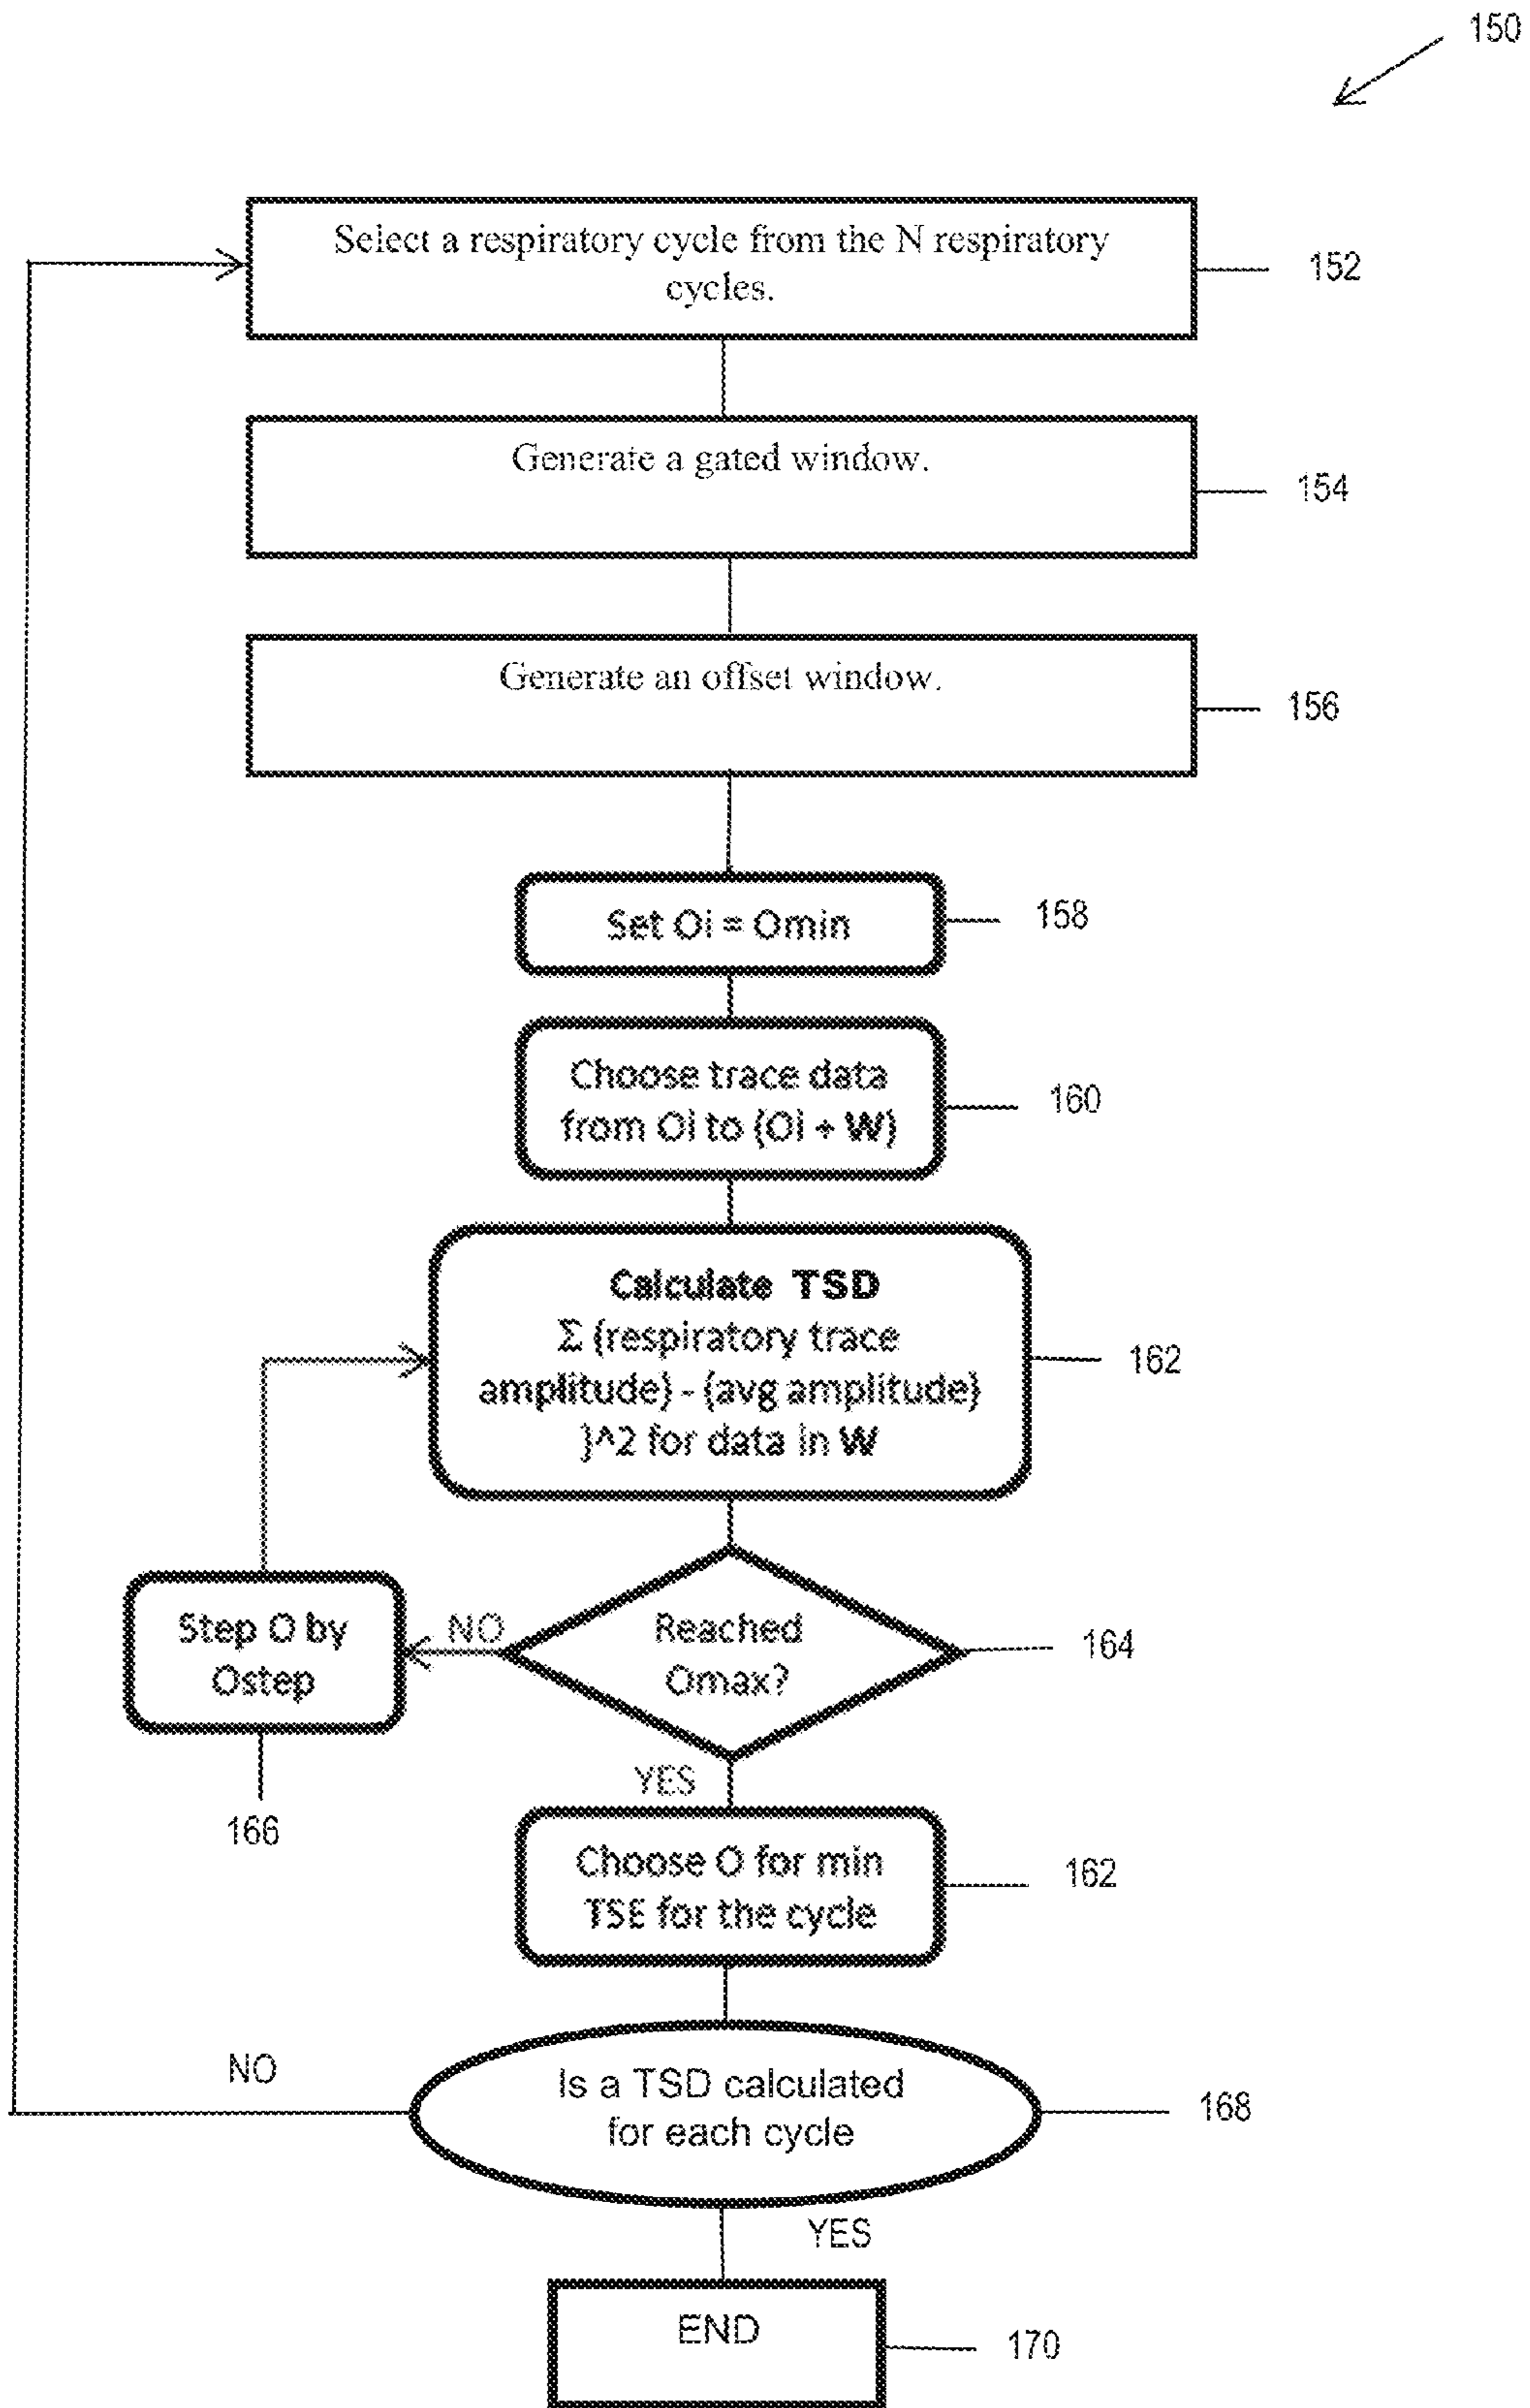 150
Select a respiratory cycle from the N respiratory
cycles.
152
Generate a gated window.
154
Generate an offset window.
156
Set Oi = Omin
158
Choose trace data
from Oi to (Oi + W)
160
Calculate TSD
Σ (respiratory trace
amplitude) - (avg amplitude)
}^2 for data in W
162
Reached
Omax?
164
NO
Step O by
Ostep
166
YES
Choose O for min
TSE for the cycle
162
Is a TSD calculated
for each cycle
168
NO
YES
END
170